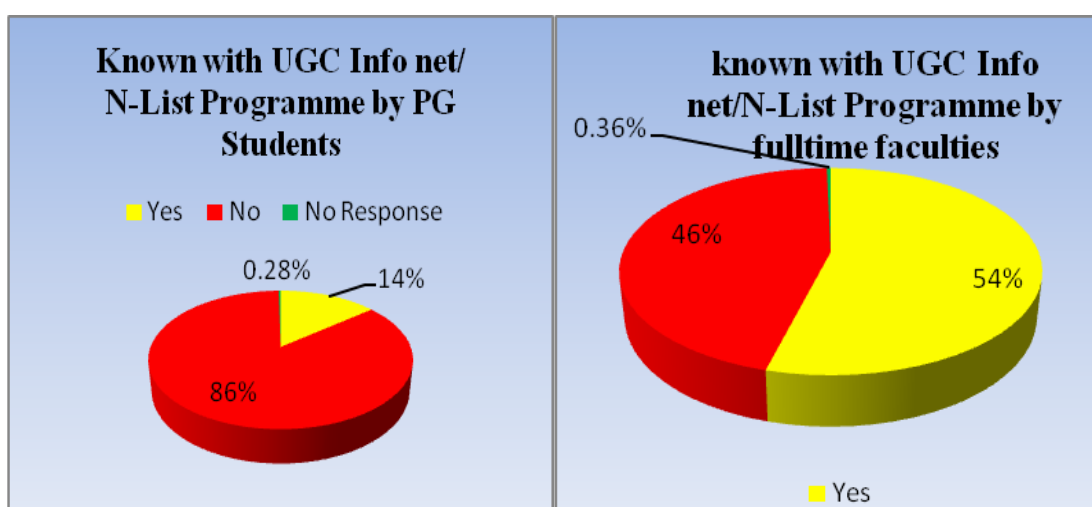 Known with UGC Info net/
N-List Programme by PG
Students
Yes No No Response
0.28%
14%
86%
known with UGC Info
net/N-List Programme by
fulltime faculties
0.36%
46%
54%
Yes